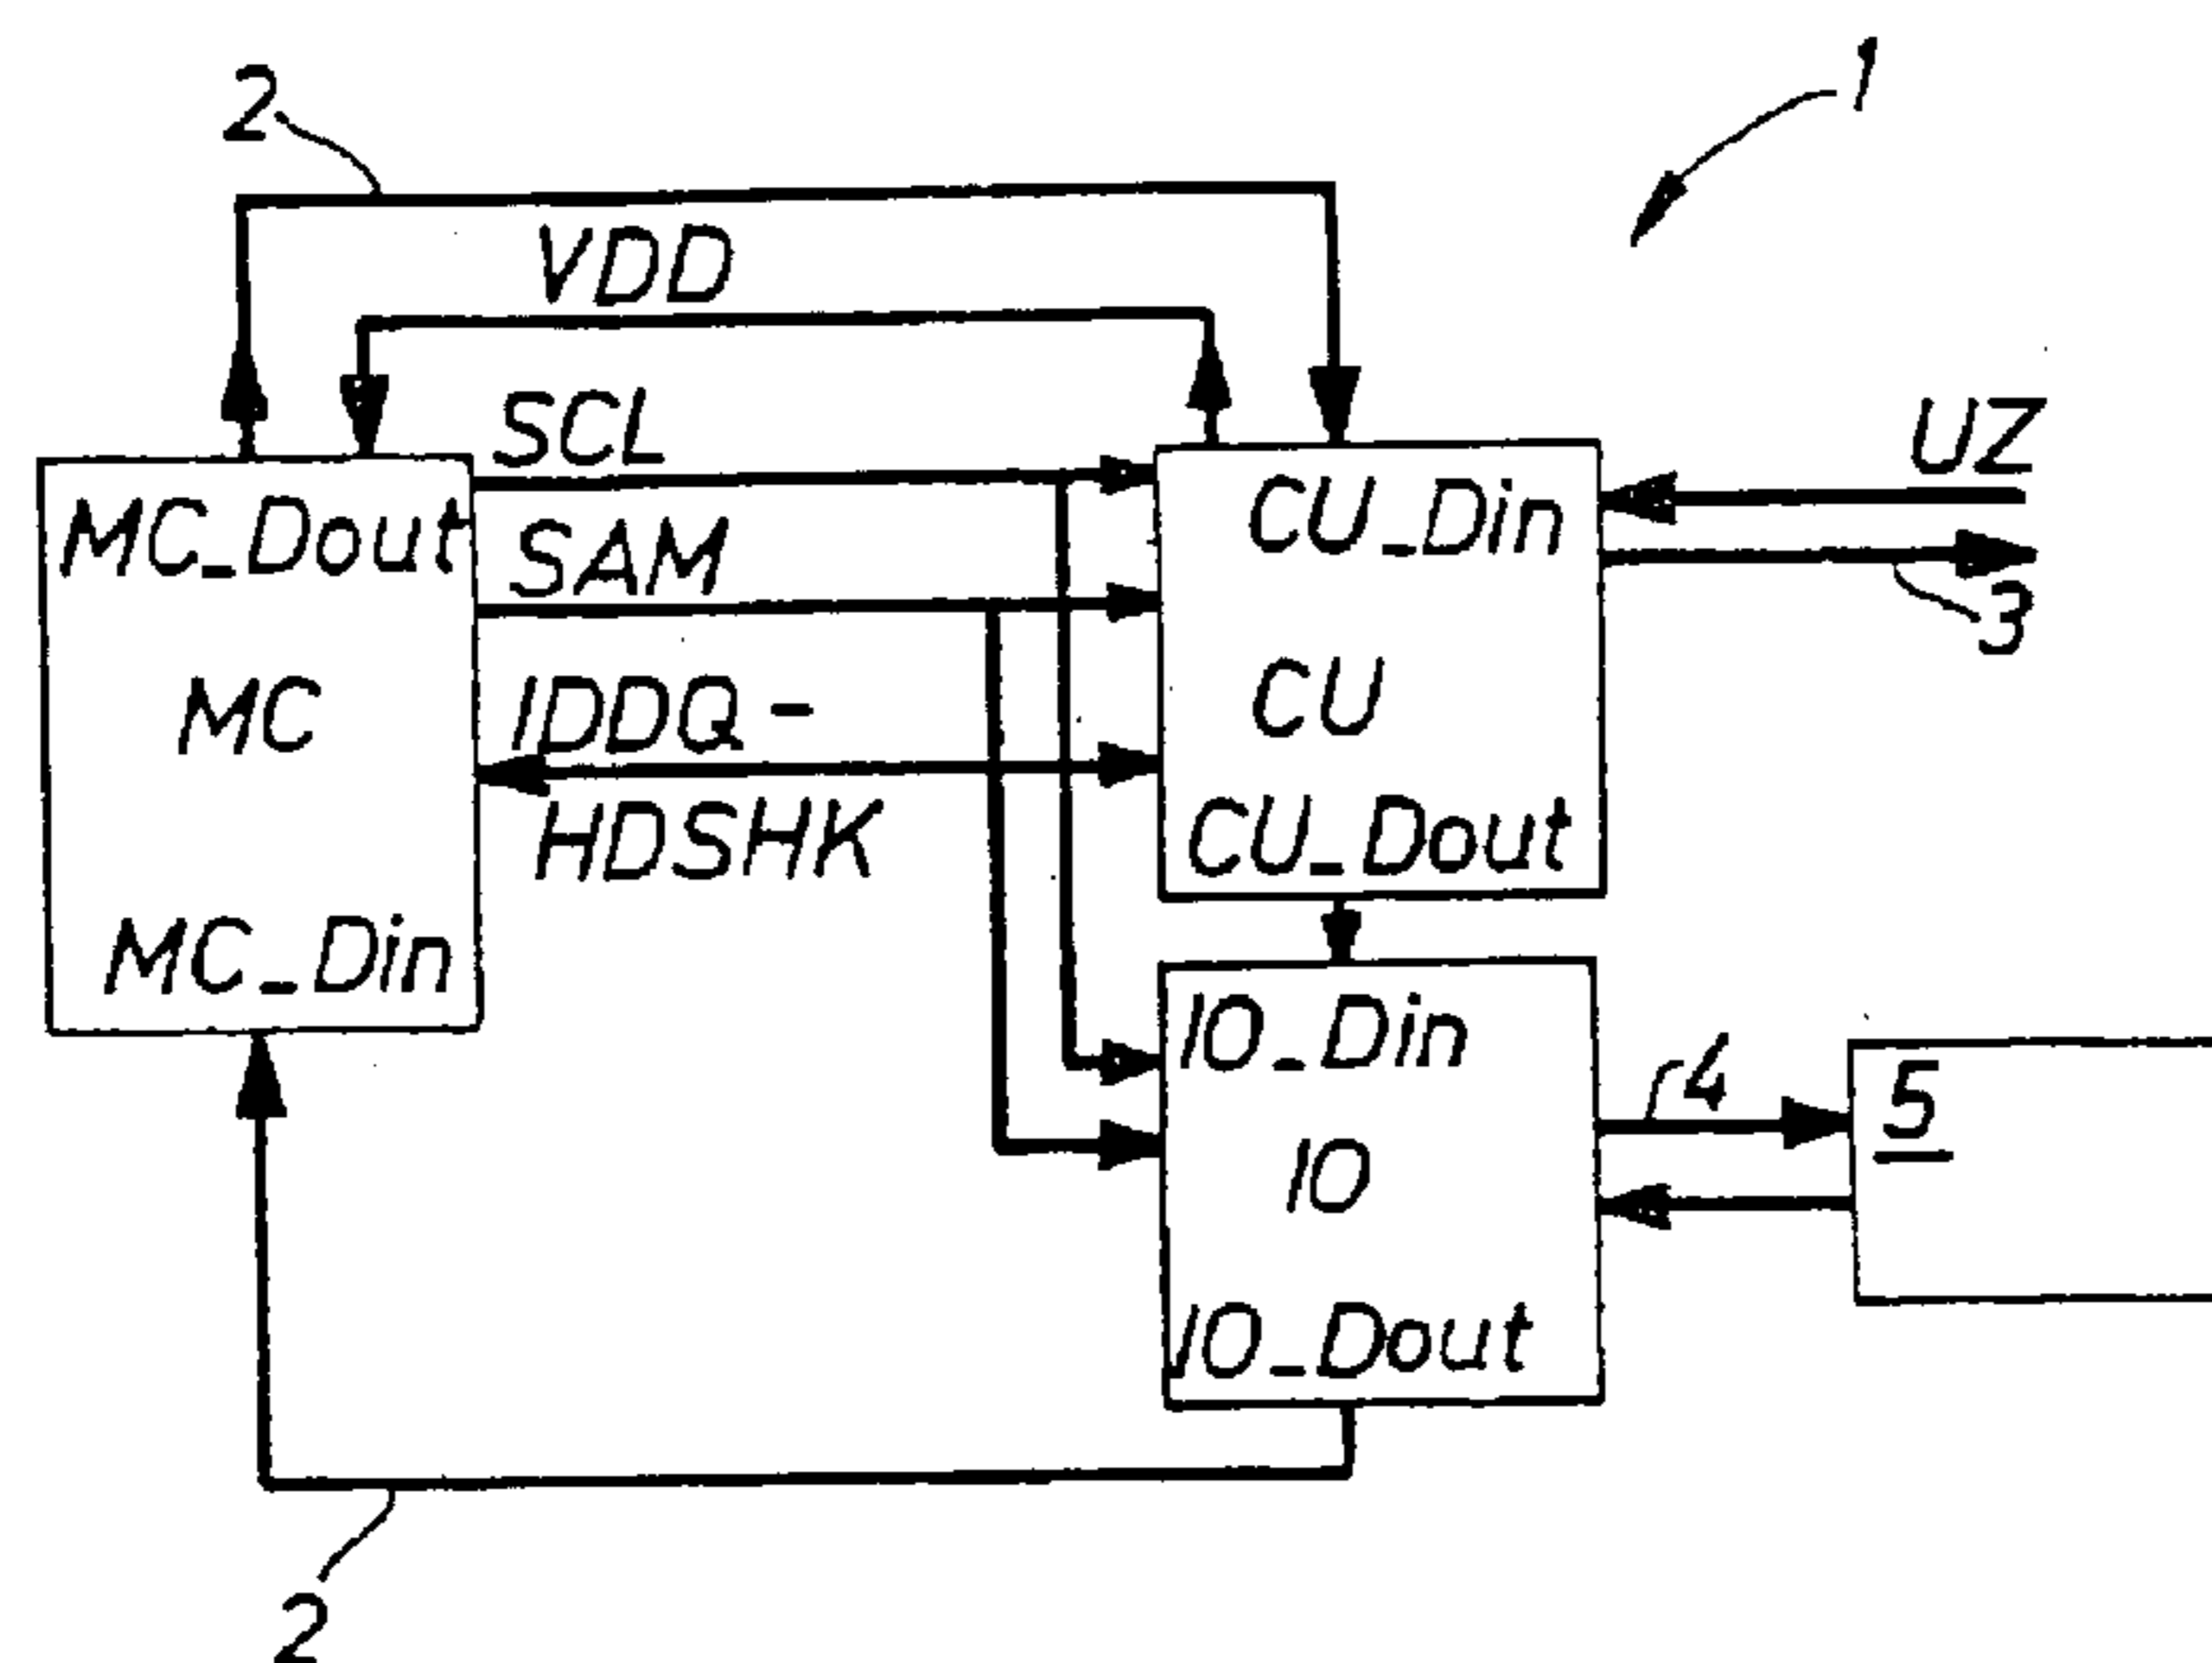 1
2
VDD
SCL
UZ
MC_Dout
SAM
CU_Din
3
MC
IDDQ-
HDSHK
CU
CU_Dout
MC_Din
IO_Din
4
5
IO
IO_Dout
2